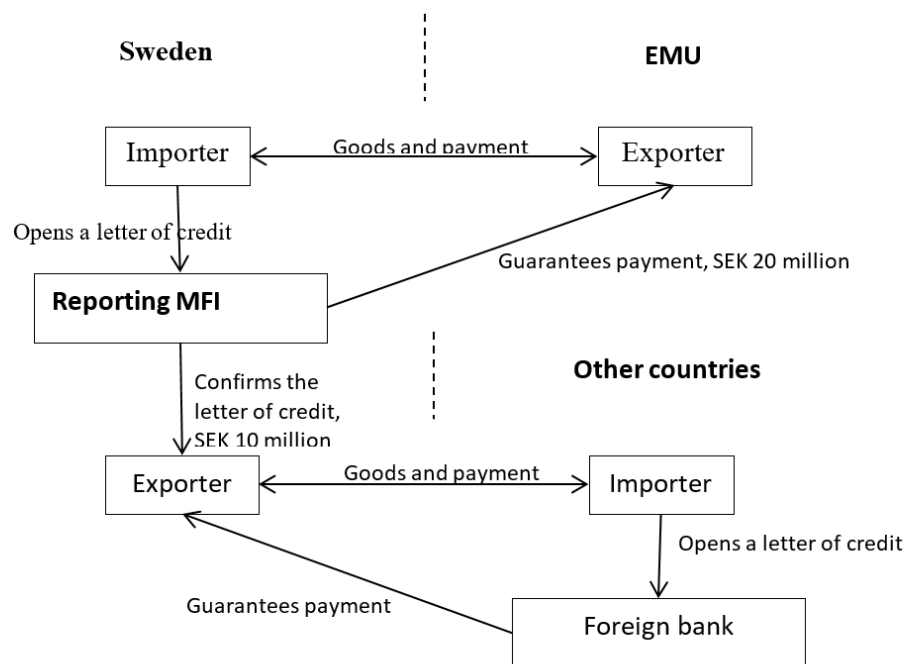 Sweden
EMU
Importer
Goods and payment
Exporter
Opens a letter of credit
Guarantees payment, SEK 20 million
Reporting MFI
Confirms the
letter of credit,
SEK 10 million
Other countries
Exporter
Goods and payment
Importer
Opens a letter of credit
Guarantees payment
Foreign bank